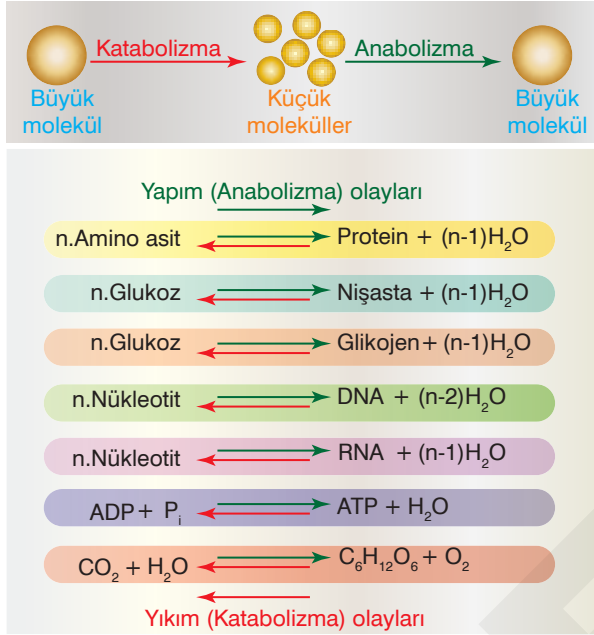 Katabolizma Anabolizma
Büyük molekül Küçük moleküller Büyük molekül
Yapım (Anabolizma) olayları
n.Amino asit Protein + (n-1)H₂O
n.Glukoz Nişasta + (n-1)H₂O
n.Glukoz Glikojen + (n-1)H₂O
n.Nükleotit DNA + (n-2)H₂O
n.Nükleotit RNA + (n-1)H₂O
ADP + Pᵢ ATP + H₂O
CO₂ + H₂O C₆H₁₂O₆ + O₂
Yıkım (Katabolizma) olayları